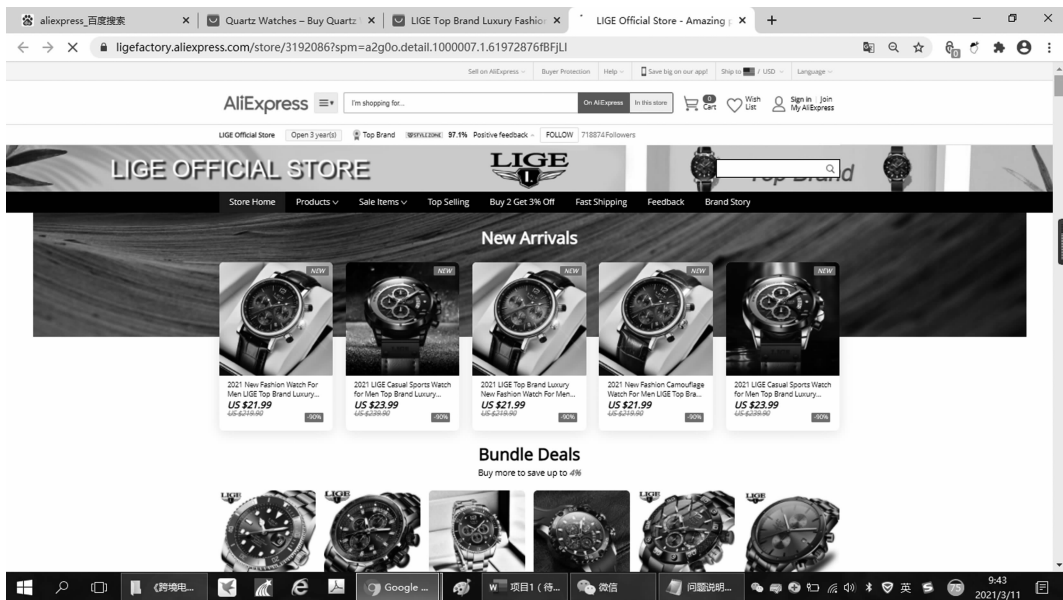 aliexpress_百度搜索
Quartz Watches – Buy Quartz
LIGE Top Brand Luxury Fashion
LIGE Official Store - Amazing p
ligefactory.aliexpress.com/store/3192086?spm=a2g0o.detail.1000007.1.61972876fBFjLI
Sell on AliExpress Buyer Protection Help Save big on our app! Ship to / USD Language
AliExpress I'm shopping for... On AliExpress In this store 0 Cart Wish List Sign in Join My AliExpress
LIGE Official Store Open 3 year(s) Top Brand 97.1% Positive feedback FOLLOW 718874Followers
LIGE OFFICIAL STORE LIGE Top Brand
Store Home Products Sale Items Top Selling Buy 2 Get 3% Off Fast Shipping Feedback Brand Story
New Arrivals
NEW NEW NEW NEW NEW
2021 New Fashion Watch For Men LIGE Top Brand Luxury...
US $21.99
US $219.90 -90%
2021 LIGE Casual Sports Watch for Men Top Brand Luxury...
US $23.99
US $239.90 -90%
2021 LIGE Top Brand Luxury New Fashion Watch For Men...
US $21.99
US $219.90 -90%
2021 New Fashion Camouflage Watch For Men LIGE Top Bra...
US $21.99
US $219.90 -90%
2021 LIGE Casual Sports Watch for Men Top Brand Luxury...
US $23.99
US $239.90 -90%
Bundle Deals
Buy more to save up to 4%
LIGE LIGE LIGE LIGE
《跨境电... Google ... 项目1（待... 微信 问题说明... 英 75 9:43
2021/3/11